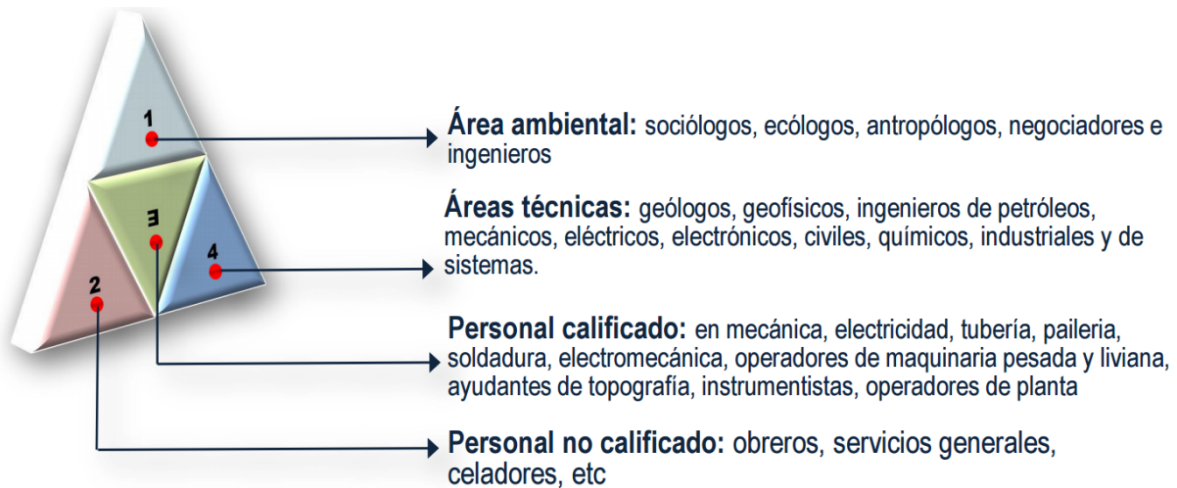 1
Área ambiental: sociólogos, ecólogos, antropólogos, negociadores e
ingenieros
Áreas técnicas: geólogos, geofísicos, ingenieros de petróleos,
mecánicos, eléctricos, electrónicos, civiles, químicos, industriales y de
sistemas.
3
4
2
Personal calificado: en mecánica, electricidad, tubería, paileria,
soldadura, electromecánica, operadores de maquinaria pesada y liviana,
ayudantes de topografía, instrumentistas, operadores de planta
Personal no calificado: obreros, servicios generales,
celadores, etc